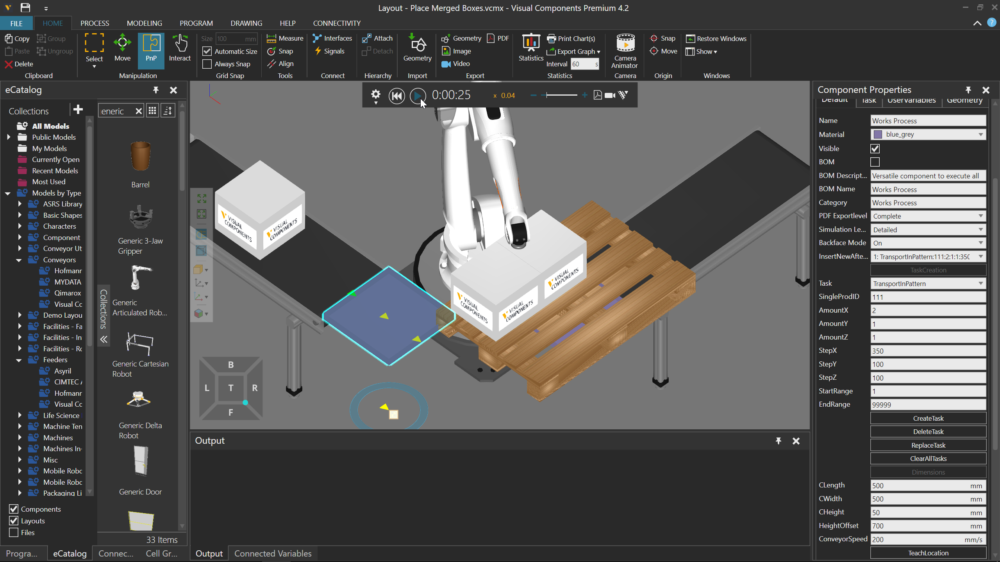 Layout - Place Merged Boxes.vcmx - Visual Components Premium 4.2
FILE HOME PROCESS MODELING PROGRAM DRAWING HELP CONNECTIVITY
Copy Group
Paste Ungroup
Delete
Clipboard
Select Move PnP Interact
Manipulation
Size 100 mm
Automatic Size
Always Snap
Grid Snap
Measure
Snap
Align
Tools
Interfaces
Signals
Connect
Attach
Detach
Hierarchy
Geometry
Import
Geometry PDF
Image
Video
Export
Statistics
Print Chart(s)
Export Graph
Interval 60 s
Statistics
Camera
Animator
Camera
Snap
Move
Origin
Restore Windows
Show
Windows
eCatalog
Collections
All Models
Public Models
My Models
Currently Open
Recent Models
Most Used
Models by Type
ASRS Library
Basic Shapes
Characters
Component
Conveyor Ut
Conveyors
Hofmann
MYDATA
Qimarox
Visual Co
Demo Layou
Facilities - Fa
Facilities - In
Facilities - Ro
Feeders
Asyril
CIMTEC
Hofmann
Visual Co
Life Science
Machine Ten
Machines
Machines In-
Misc
Mobile Robo
Mobile Robo
Packaging Li
Components
Layouts
Files
eneric
Barrel
Generic 3-Jaw
Gripper
Generic
Articulated Rob...
Generic Cartesian
Robot
Generic Delta
Robot
Generic Door
33 Items
Collections
Progra... eCatalog Connec... Cell Gr...
0:00:25 x 0.04
VISUAL
COMPONENTS
VISUAL
COMPONENTS
VISUAL
COMPONENTS
VISUAL
COMPONENTS
VISUAL
COMPONENTS
B
L T R
F
Output
Output Connected Variables
Component Properties
Default Task UserVariables Geometry
Name Works Process
Material blue_grey
Visible
BOM
BOM Descript... Versatile component to execute all
BOM Name Works Process
Category Works Process
PDF Exportlevel Complete
Simulation Le... Detailed
Backface Mode On
InsertNewAfte... 1: TransportInPattern:111:2:1:1:350
TaskCreation
Task TransportInPattern
SingleProdID 111
AmountX 2
AmountY 1
AmountZ 1
StepX 350
StepY 100
StepZ 100
StartRange 1
EndRange 99999
CreateTask
DeleteTask
ReplaceTask
ClearAllTasks
Dimensions
CLength 500 mm
CWidth 500 mm
CHeight 50 mm
HeightOffset 700 mm
ConveyorSpeed 200 mm/s
TeachLocation